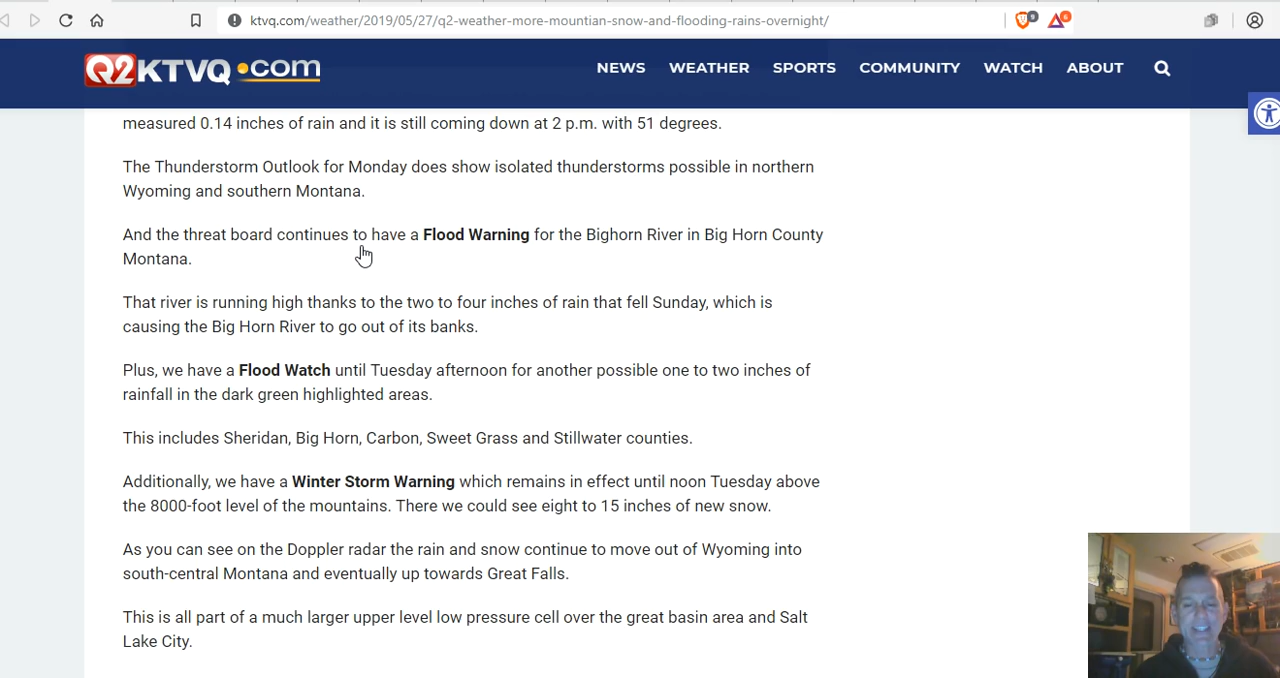 ktvq.com/weather/2019/05/27/q2-weather-more-mountian-snow-and-flooding-rains-overnight/
9
6
Q2 KTVQ .com
NEWS WEATHER SPORTS COMMUNITY WATCH ABOUT
measured 0.14 inches of rain and it is still coming down at 2 p.m. with 51 degrees.
The Thunderstorm Outlook for Monday does show isolated thunderstorms possible in northern
Wyoming and southern Montana.
And the threat board continues to have a Flood Warning for the Bighorn River in Big Horn County
Montana.
That river is running high thanks to the two to four inches of rain that fell Sunday, which is
causing the Big Horn River to go out of its banks.
Plus, we have a Flood Watch until Tuesday afternoon for another possible one to two inches of
rainfall in the dark green highlighted areas.
This includes Sheridan, Big Horn, Carbon, Sweet Grass and Stillwater counties.
Additionally, we have a Winter Storm Warning which remains in effect until noon Tuesday above
the 8000-foot level of the mountains. There we could see eight to 15 inches of new snow.
As you can see on the Doppler radar the rain and snow continue to move out of Wyoming into
south-central Montana and eventually up towards Great Falls.
This is all part of a much larger upper level low pressure cell over the great basin area and Salt
Lake City.